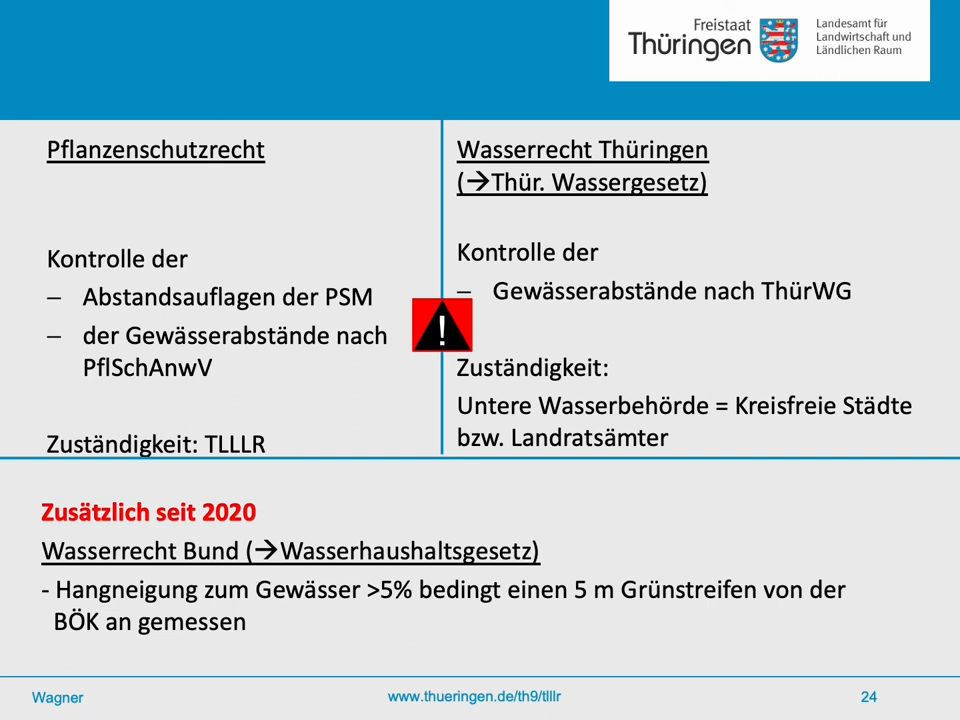 Freistaat
Thüringen
Landesamt für
Landwirtschaft und
Ländlichen Raum
Pflanzenschutzrecht
Kontrolle der
– Abstandsauflagen der PSM
– der Gewässerabstände nach
PflSchAnwV
Zuständigkeit: TLLLR
Wasserrecht Thüringen
(→Thür. Wassergesetz)
Kontrolle der
– Gewässerabstände nach ThürWG
Zuständigkeit:
Untere Wasserbehörde = Kreisfreie Städte
bzw. Landratsämter
!
Zusätzlich seit 2020
Wasserrecht Bund (→Wasserhaushaltsgesetz)
- Hangneigung zum Gewässer >5% bedingt einen 5 m Grünstreifen von der
BÖK an gemessen
Wagner
www.thueringen.de/th9/tlllr
24